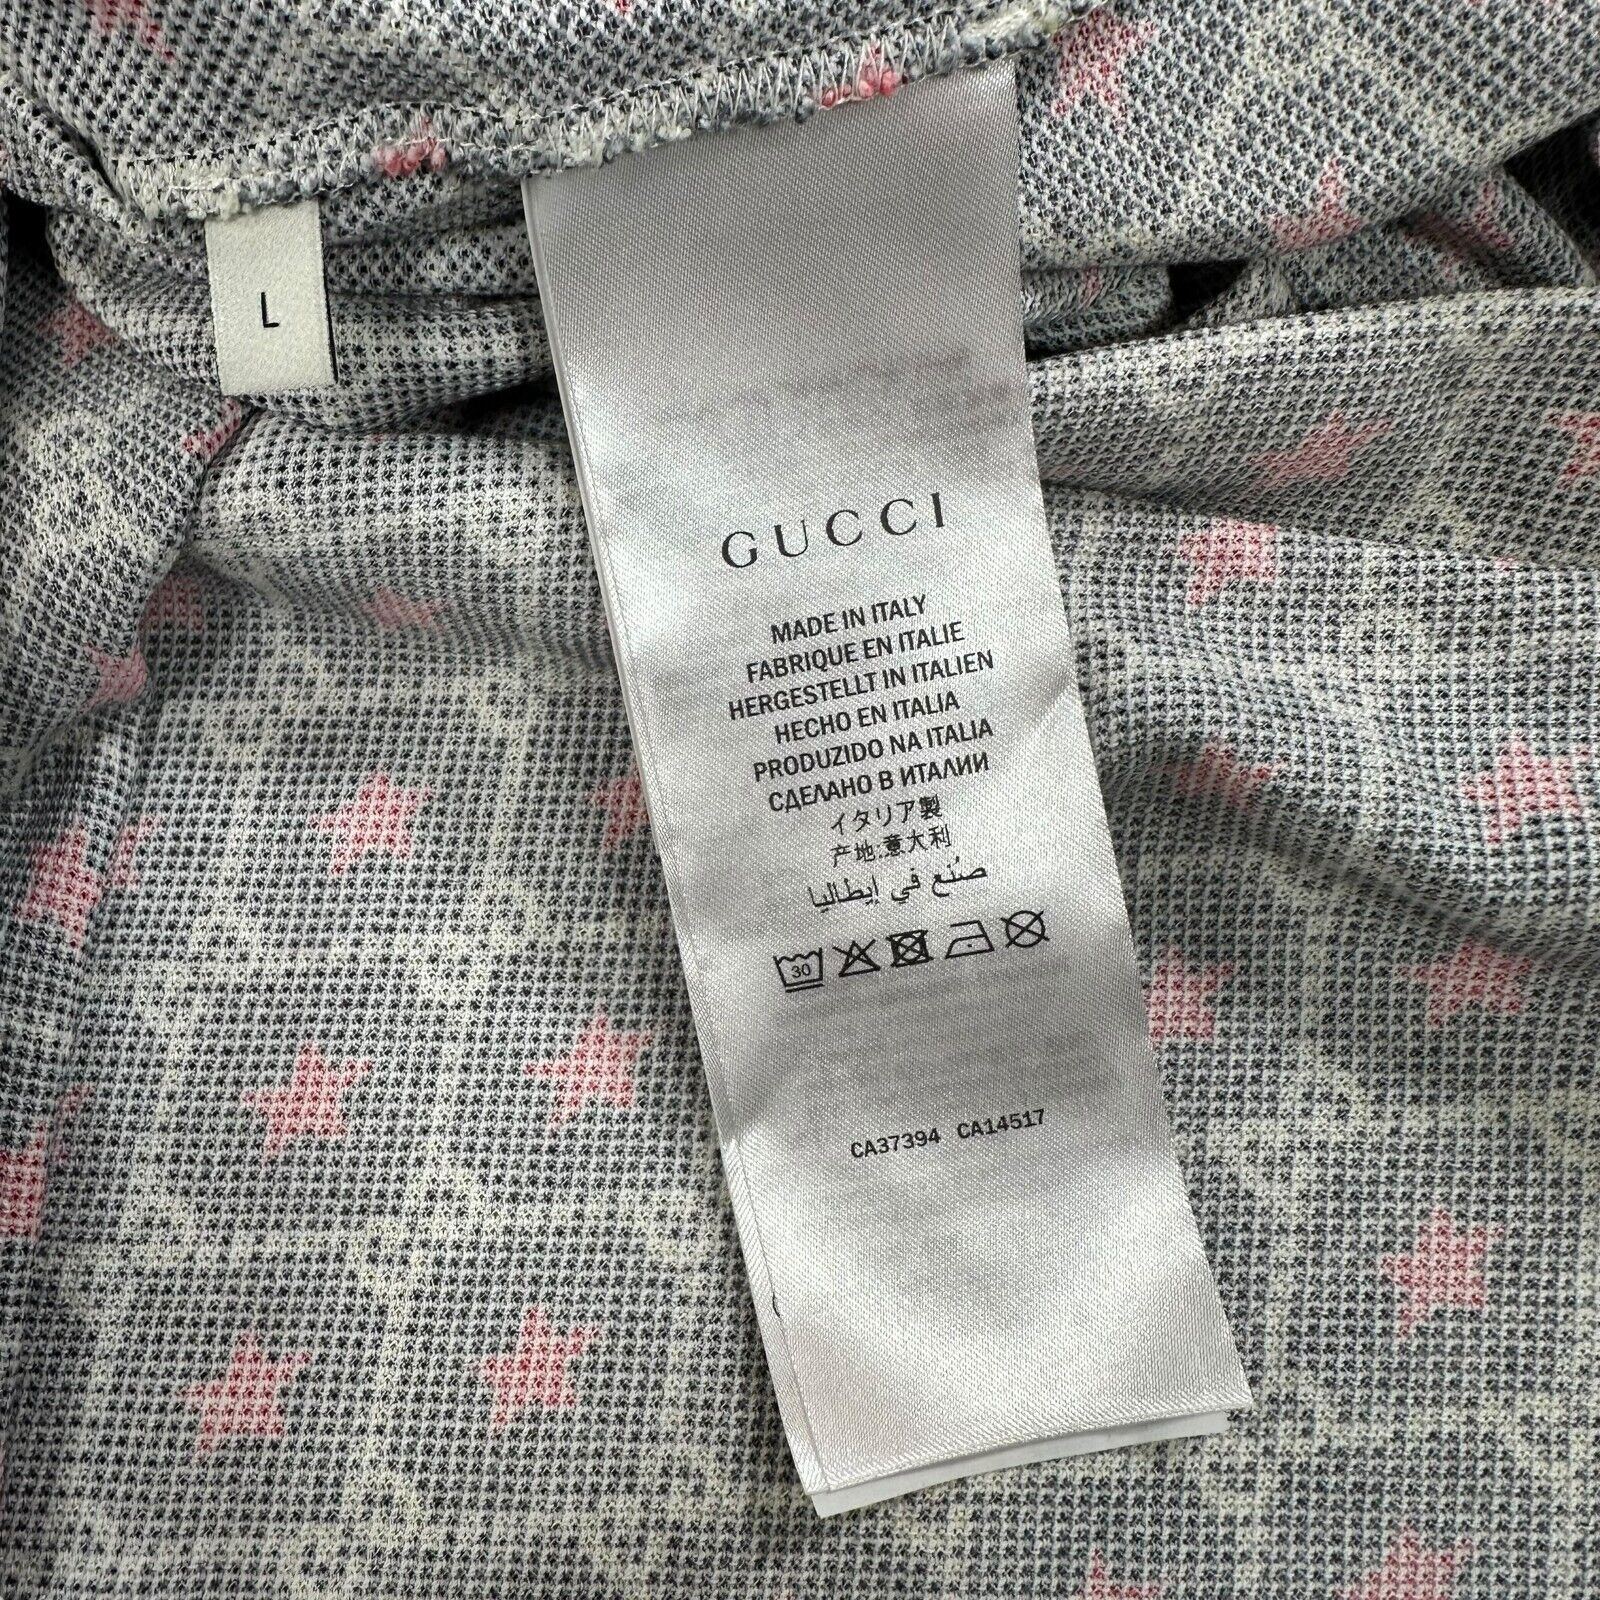 L
GUCCI
MADE IN ITALY
FABRIQUE EN ITALIE
HERGESTELLT IN ITALIEN
HECHO EN ITALIA
PRODUZIDO NA ITALIA
СДЕЛАНО В ИТАЛИИ
イタリア製
产地:意大利
صُنع في إيطاليا
30
CA37394 CA14517